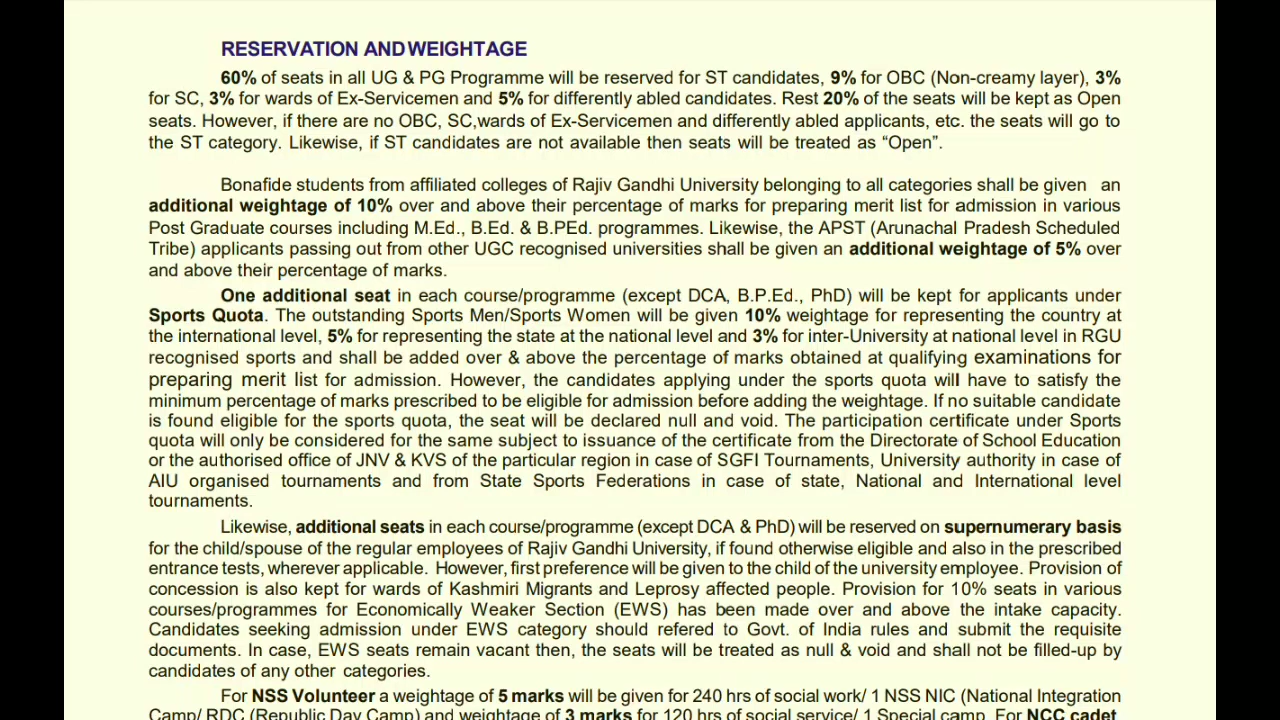 RESERVATION AND WEIGHTAGE
60% of seats in all UG & PG Programme will be reserved for ST candidates, 9% for OBC (Non-creamy layer), 3%
for SC, 3% for wards of Ex-Servicemen and 5% for differently abled candidates. Rest 20% of the seats will be kept as Open
seats. However, if there are no OBC, SC,wards of Ex-Servicemen and differently abled applicants, etc. the seats will go to
the ST category. Likewise, if ST candidates are not available then seats will be treated as “Open”.
Bonafide students from affiliated colleges of Rajiv Gandhi University belonging to all categories shall be given an
additional weightage of 10% over and above their percentage of marks for preparing merit list for admission in various
Post Graduate courses including M.Ed., B.Ed. & B.PEd. programmes. Likewise, the APST (Arunachal Pradesh Scheduled
Tribe) applicants passing out from other UGC recognised universities shall be given an additional weightage of 5% over
and above their percentage of marks.
One additional seat in each course/programme (except DCA, B.P.Ed., PhD) will be kept for applicants under
Sports Quota. The outstanding Sports Men/Sports Women will be given 10% weightage for representing the country at
the international level, 5% for representing the state at the national level and 3% for inter-University at national level in RGU
recognised sports and shall be added over & above the percentage of marks obtained at qualifying examinations for
preparing merit list for admission. However, the candidates applying under the sports quota will have to satisfy the
minimum percentage of marks prescribed to be eligible for admission before adding the weightage. If no suitable candidate
is found eligible for the sports quota, the seat will be declared null and void. The participation certificate under Sports
quota will only be considered for the same subject to issuance of the certificate from the Directorate of School Education
or the authorised office of JNV & KVS of the particular region in case of SGFI Tournaments, University authority in case of
AIU organised tournaments and from State Sports Federations in case of state, National and International level
tournaments.
Likewise, additional seats in each course/programme (except DCA & PhD) will be reserved on supernumerary basis
for the child/spouse of the regular employees of Rajiv Gandhi University, if found otherwise eligible and also in the prescribed
entrance tests, wherever applicable. However, first preference will be given to the child of the university employee. Provision of
concession is also kept for wards of Kashmiri Migrants and Leprosy affected people. Provision for 10% seats in various
courses/programmes for Economically Weaker Section (EWS) has been made over and above the intake capacity.
Candidates seeking admission under EWS category should refered to Govt. of India rules and submit the requisite
documents. In case, EWS seats remain vacant then, the seats will be treated as null & void and shall not be filled-up by
candidates of any other categories.
For NSS Volunteer a weightage of 5 marks will be given for 240 hrs of social work/ 1 NSS NIC (National Integration
Camp/ RDC (Republic Day Camp) and weightage of 3 marks for 120 hrs of social service/ 1 Special camp. For NCC cadet,